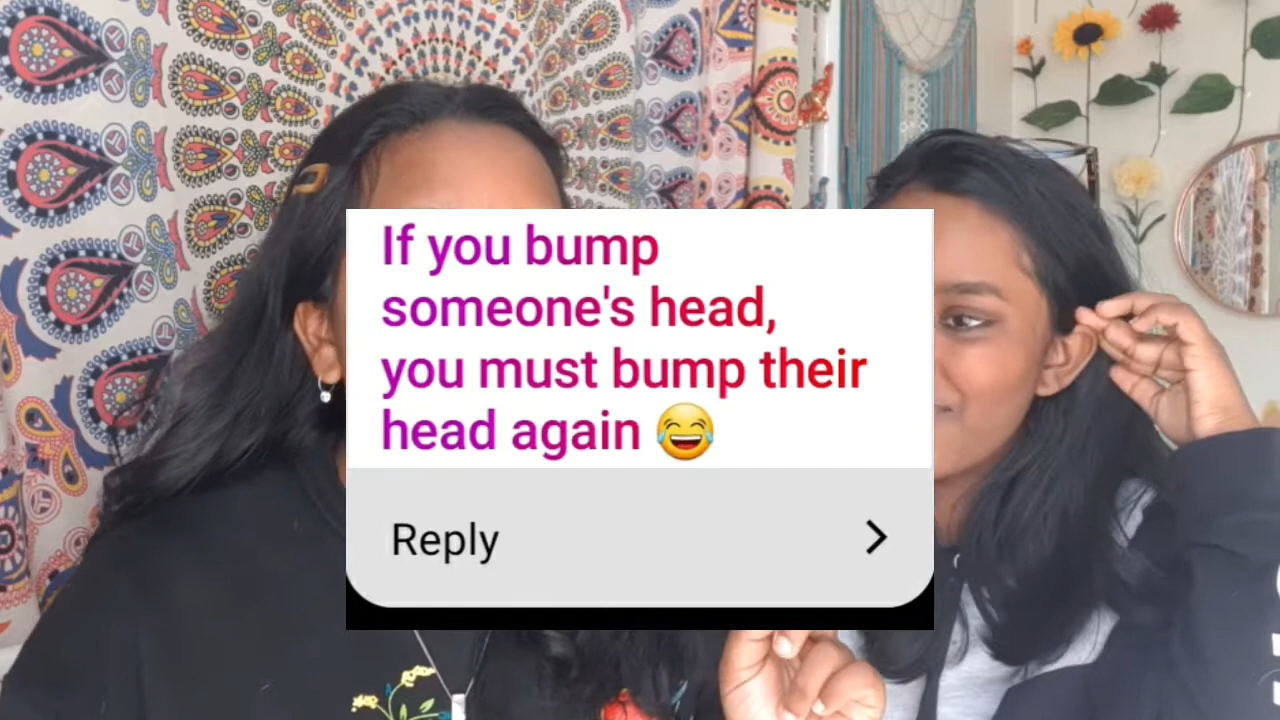 If you bump
someone's head,
you must bump their
head again 😂
Reply